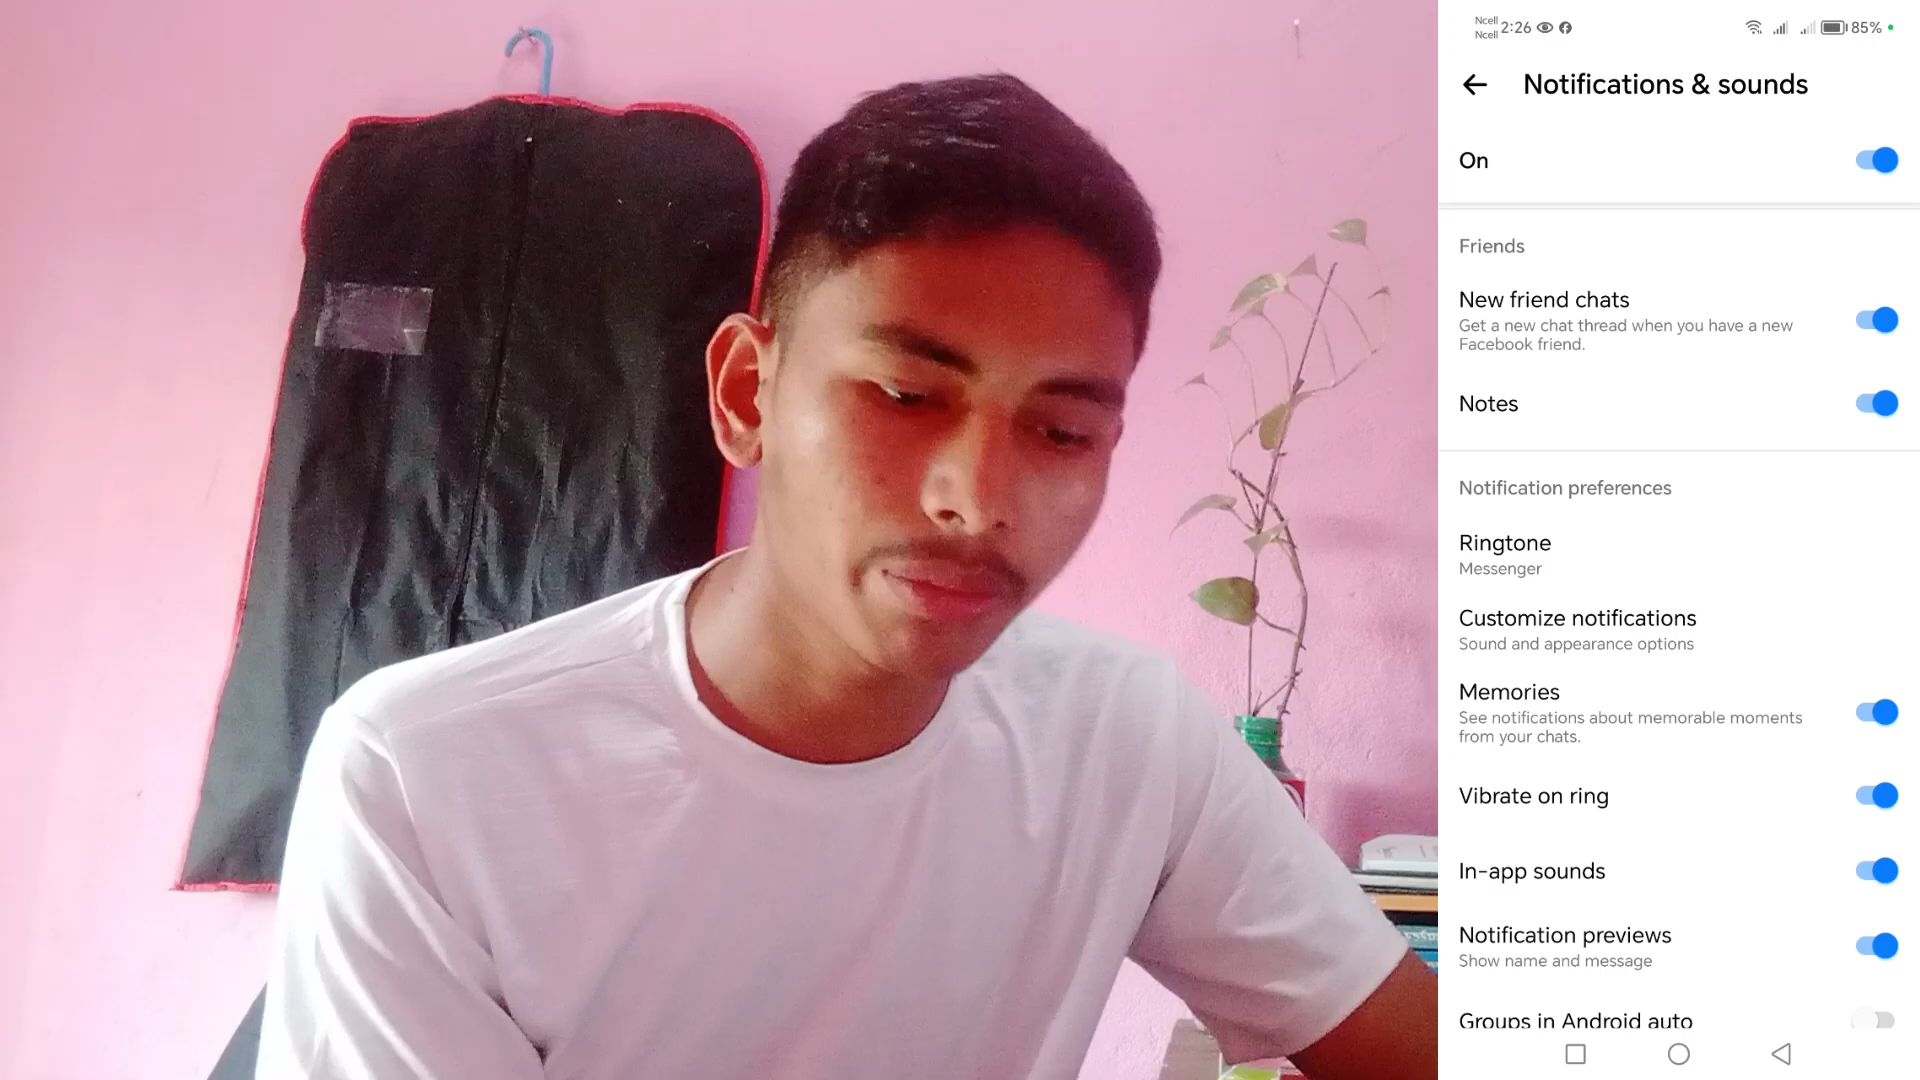 Ncell
Ncell
2:26
85%
Notifications & sounds
On
Friends
New friend chats
Get a new chat thread when you have a new
Facebook friend.
Notes
Notification preferences
Ringtone
Messenger
Customize notifications
Sound and appearance options
Memories
See notifications about memorable moments
from your chats.
Vibrate on ring
In-app sounds
Notification previews
Show name and message
Groups in Android auto